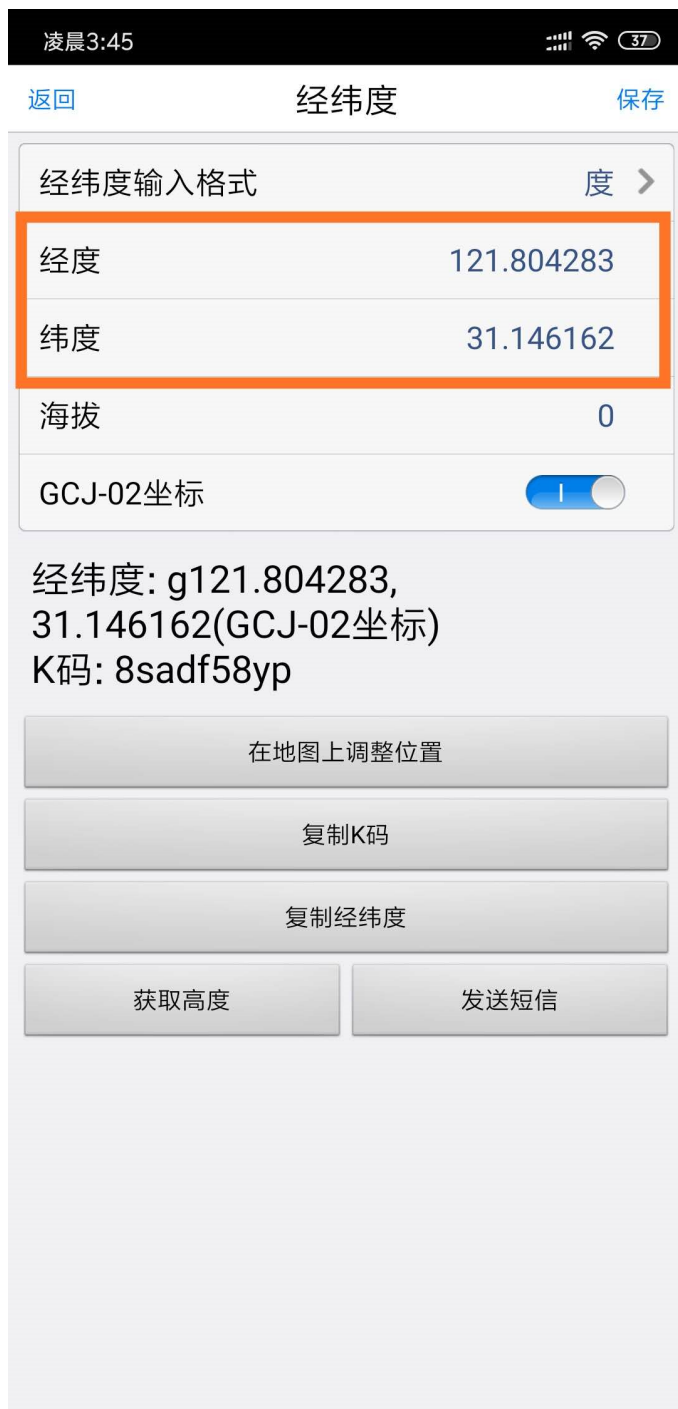 凌晨3:45
37
返回 经纬度 保存
经纬度输入格式 度
经度 121.804283
纬度 31.146162
海拔 0
GCJ-02坐标
经纬度: g121.804283,
31.146162(GCJ-02坐标)
K码: 8sadf58yp
在地图上调整位置
复制K码
复制经纬度
获取高度 发送短信